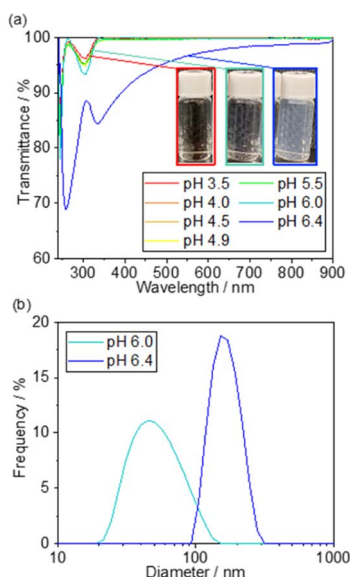 (a)
100
90
80
70
60
Transmittance / %
pH 3.5
pH 4.0
pH 4.5
pH 4.9
pH 5.5
pH 6.0
pH 6.4
300 400 500 600 700 800 900
Wavelength / nm
(b)
20
15
10
5
0
Frequency / %
pH 6.0
pH 6.4
10 100 1000
Diameter / nm